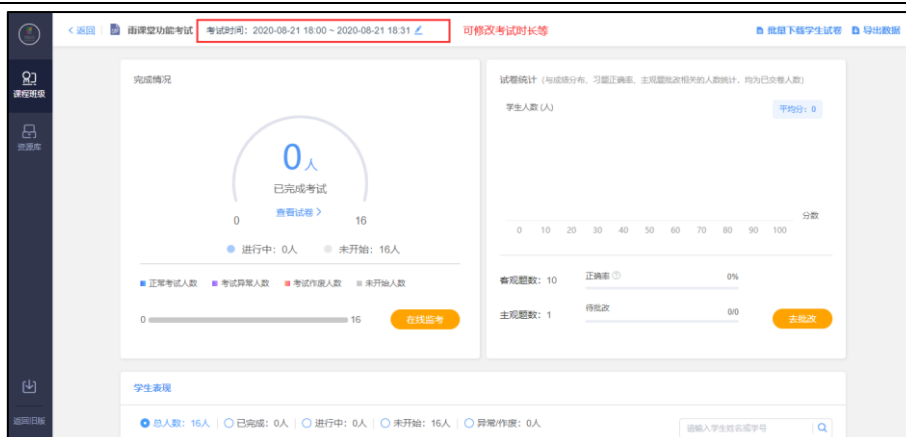 < 返回 雨课堂功能考试 考试时间：2020-08-21 18:00 ~ 2020-08-21 18:31 可修改考试时长等 批量下载学生试卷 导出数据
课程班级
资源库
返回旧版
完成情况
0人
已完成考试
查看试卷 >
0 16
进行中：0人 未开始：16人
正常考试人数 考试异常人数 考试作废人数 未开始人数
0 16 在线监考
试卷统计（与成绩分布、习题正确率、主观题批改相关的人数统计，均为已交卷人数）
学生人数（人） 平均分：0
分数
0 10 20 30 40 50 60 70 80 90 100
客观题数：10 正确率 0%
主观题数：1 待批改 0/0 去批改
学生表现
总人数：16人 已完成：0人 进行中：0人 未开始：16人 异常/作废：0人 请输入学生姓名或学号